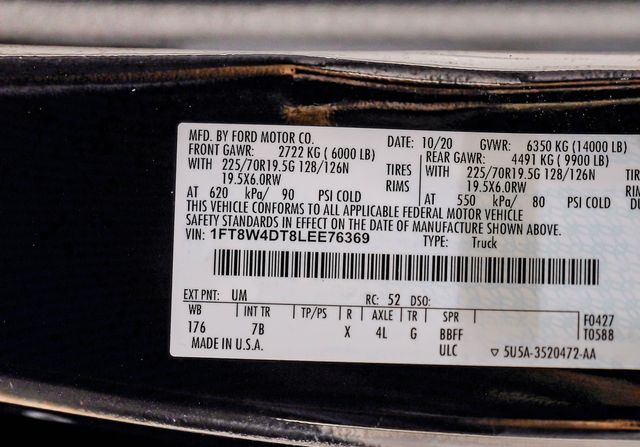 MFD. BY FORD MOTOR CO. DATE: 10/20 GVWR: 6350 KG (14000 LB)
FRONT GAWR: 2722 KG ( 6000 LB) REAR GAWR: 4491 KG ( 9900 LB)
WITH 225/70R19.5G 128/126N TIRES WITH 225/70R19.5G 128/126N TIRES
19.5X6.0RW RIMS 19.5X6.0RW RIMS
AT 620 kPa/ 90 PSI COLD AT 550 kPa/ 80 PSI COLD
THIS VEHICLE CONFORMS TO ALL APPLICABLE FEDERAL MOTOR VEHICLE
SAFETY STANDARDS IN EFFECT ON THE DATE OF MANUFACTURE SHOWN ABOVE.
VIN: 1FT8W4DT8LEE76369 TYPE: Truck
EXT PNT: UM RC: 52 DSO:
WB INT TR TP/PS R AXLE TR SPR F0427
176 7B X 4L G BBFF T0588
MADE IN U.S.A. ULC ▽ 5U5A-3520472-AA